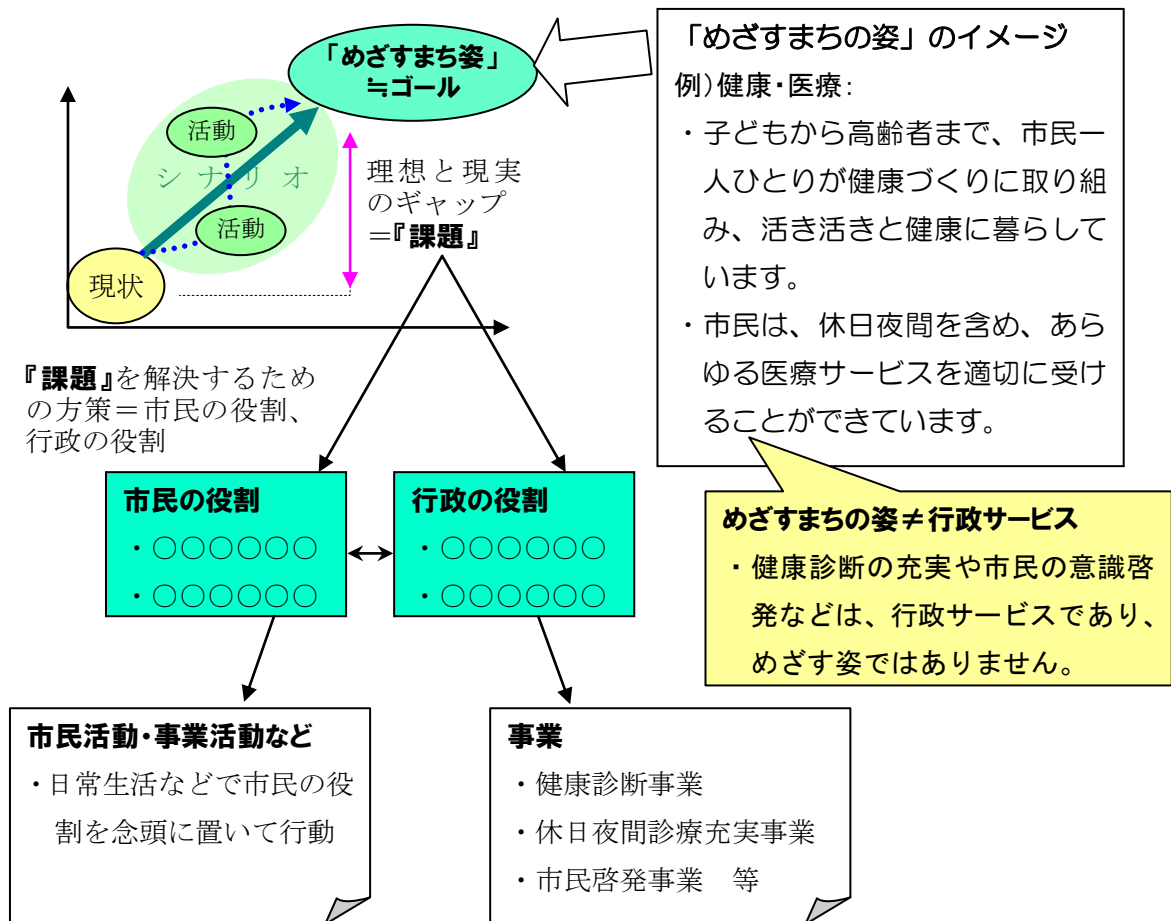 「めざすまち姿」
≒ゴール
活動
シナリオ
活動
現状
理想と現実
のギャップ
＝『課題』
「めざすまちの姿」のイメージ
例)健康・医療：
・子どもから高齢者まで、市民一
人ひとりが健康づくりに取り組
み、活き活きと健康に暮らして
います。
・市民は、休日夜間を含め、あら
ゆる医療サービスを適切に受け
ることができています。
『課題』を解決するため
の方策＝市民の役割、
行政の役割
市民の役割
・○○○○○○
・○○○○○○
行政の役割
・○○○○○○
・○○○○○○
めざすまちの姿≠行政サービス
・健康診断の充実や市民の意識啓
発などは、行政サービスであり、
めざす姿ではありません。
市民活動・事業活動など
・日常生活などで市民の役
割を念頭に置いて行動
事業
・健康診断事業
・休日夜間診療充実事業
・市民啓発事業　等